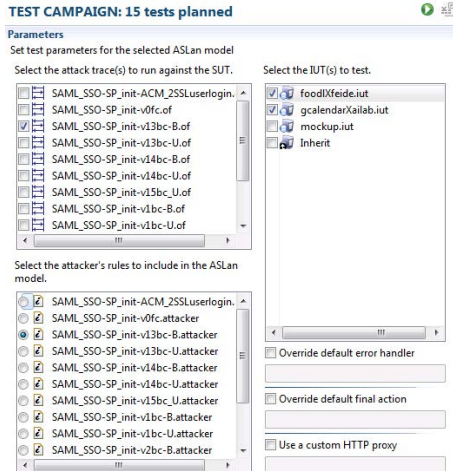 TEST CAMPAIGN: 15 tests planned
Parameters
Set test parameters for the selected ASLan model
Select the attack trace(s) to run against the SUT.
SAML_SSO-SP_init-ACM_2SSLuserlogin.
SAML_SSO-SP_init-v0fc.of
SAML_SSO-SP_init-v13bc-B.of
SAML_SSO-SP_init-v13bc-U.of
SAML_SSO-SP_init-v14bc-B.of
SAML_SSO-SP_init-v14bc-U.of
SAML_SSO-SP_init-v15bc_U.of
SAML_SSO-SP_init-v1bc-B.of
SAML_SSO-SP_init-v1bc-U.of
Select the attacker's rules to include in the ASLan
model.
SAML_SSO-SP_init-ACM_2SSLuserlogin.
SAML_SSO-SP_init-v0fc.attacker
SAML_SSO-SP_init-v13bc-B.attacker
SAML_SSO-SP_init-v13bc-U.attacker
SAML_SSO-SP_init-v14bc-B.attacker
SAML_SSO-SP_init-v14bc-U.attacker
SAML_SSO-SP_init-v15bc_U.attacker
SAML_SSO-SP_init-v1bc-B.attacker
SAML_SSO-SP_init-v1bc-U.attacker
SAML_SSO-SP_init-v2bc-B.attacker
Select the IUT(s) to test.
foodlXfeide.iut
gcalendarXailab.iut
mockup.iut
Inherit
Override default error handler
Override default final action
Use a custom HTTP proxy